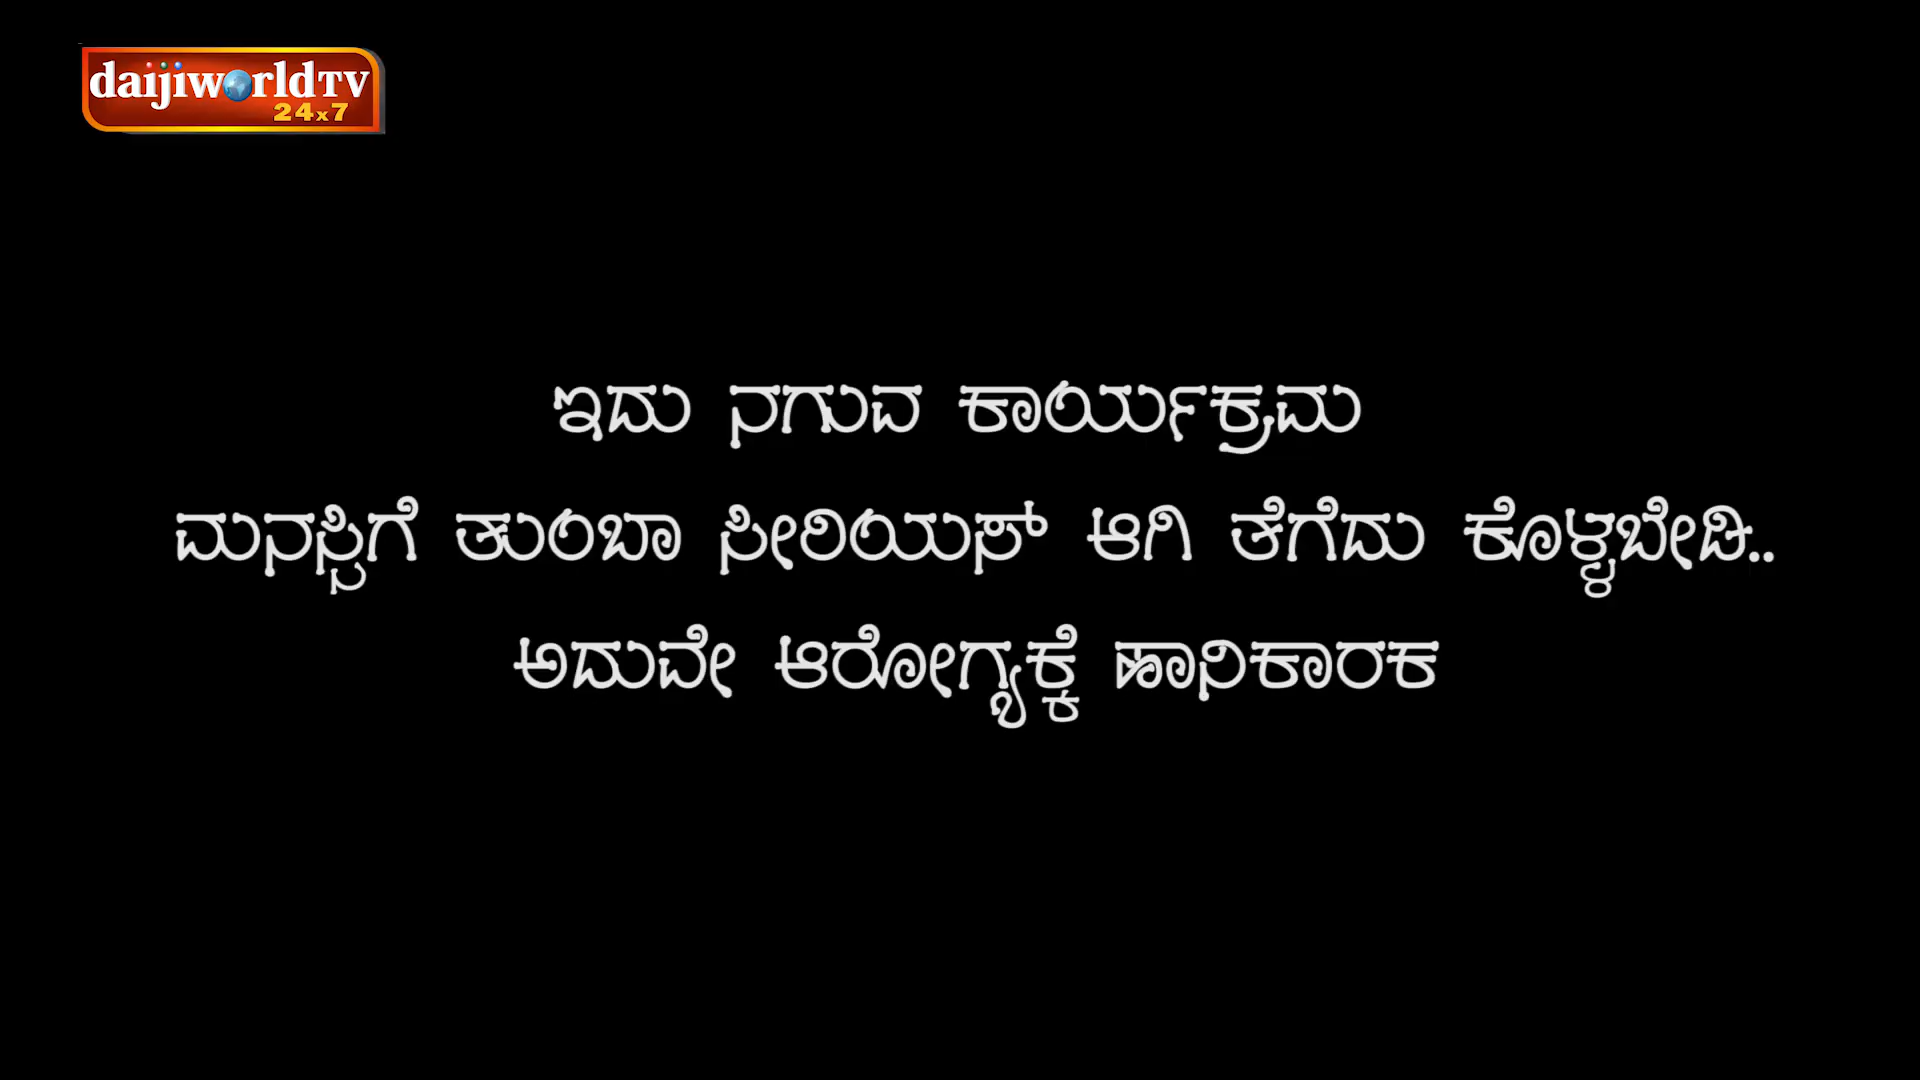 daijiworldTV
24x7
ಇದು ನಗುವ ಕಾರ್ಯಕ್ರಮ
ಮನಸ್ಸಿಗೆ ತುಂಬಾ ಸೀರಿಯಸ್ ಆಗಿ ತೆಗೆದು ಕೊಳ್ಳಬೇಡಿ..
ಅದುವೇ ಆರೋಗ್ಯಕ್ಕೆ ಹಾನಿಕಾರಕ